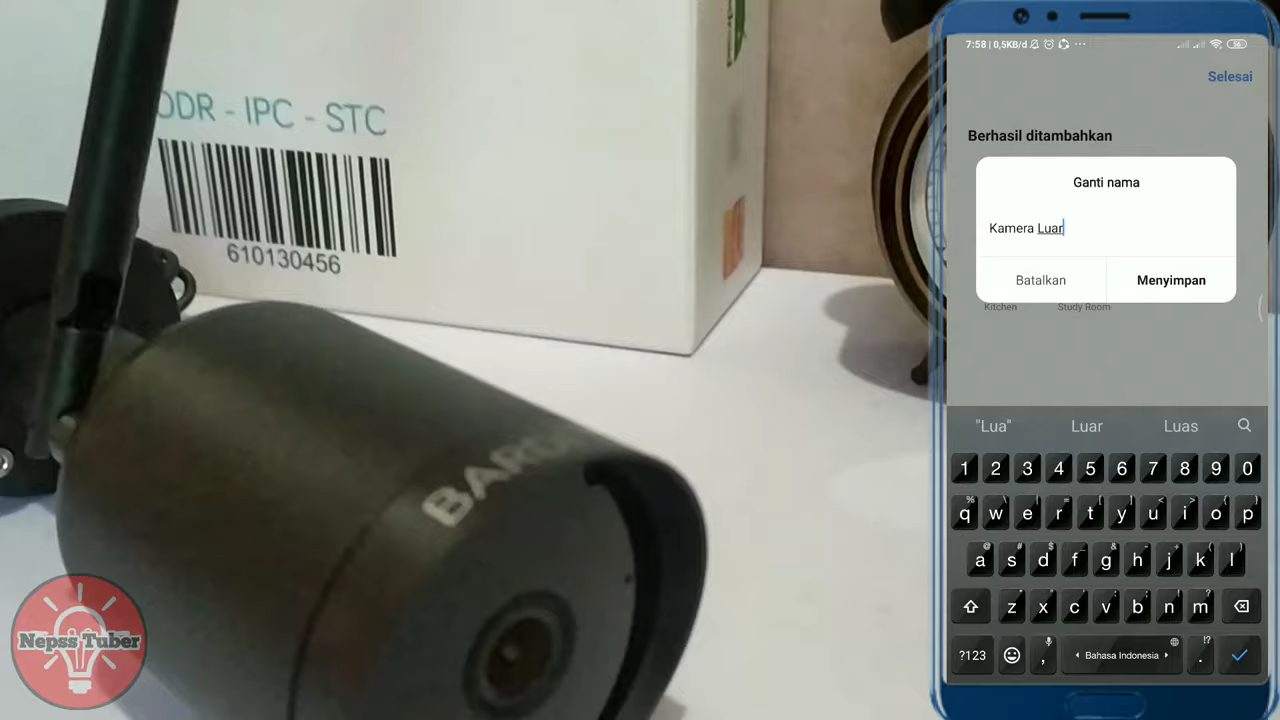 ODR - IPC - STC
610130456
BARDI
Nepss Tuber
7:58 | 0,5KB/d
56
Selesai
Berhasil ditambahkan
Ganti nama
Kamera Luar
Batalkan Menyimpan
Kitchen Study Room
"Lua" Luar Luas
1 2 3 4 5 6 7 8 9 0
q w e r t y u i o p
a s d f g h j k l
z x c v b n m
?123 , Bahasa Indonesia .